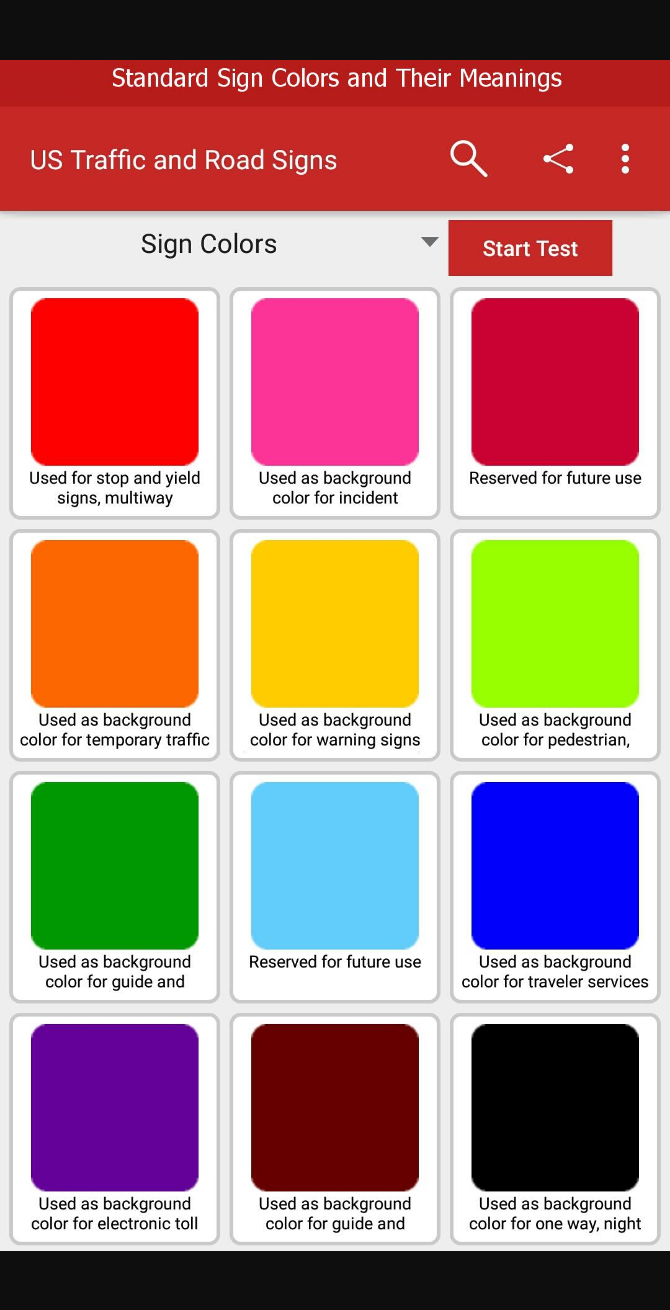 Standard Sign Colors and Their Meanings
US Traffic and Road Signs
Sign Colors
Start Test
Used for stop and yield
signs, multiway
Used as background
color for incident
Reserved for future use
Used as background
color for temporary traffic
Used as background
color for warning signs
Used as background
color for pedestrian,
Used as background
color for guide and
Reserved for future use
Used as background
color for traveler services
Used as background
color for electronic toll
Used as background
color for guide and
Used as background
color for one way, night